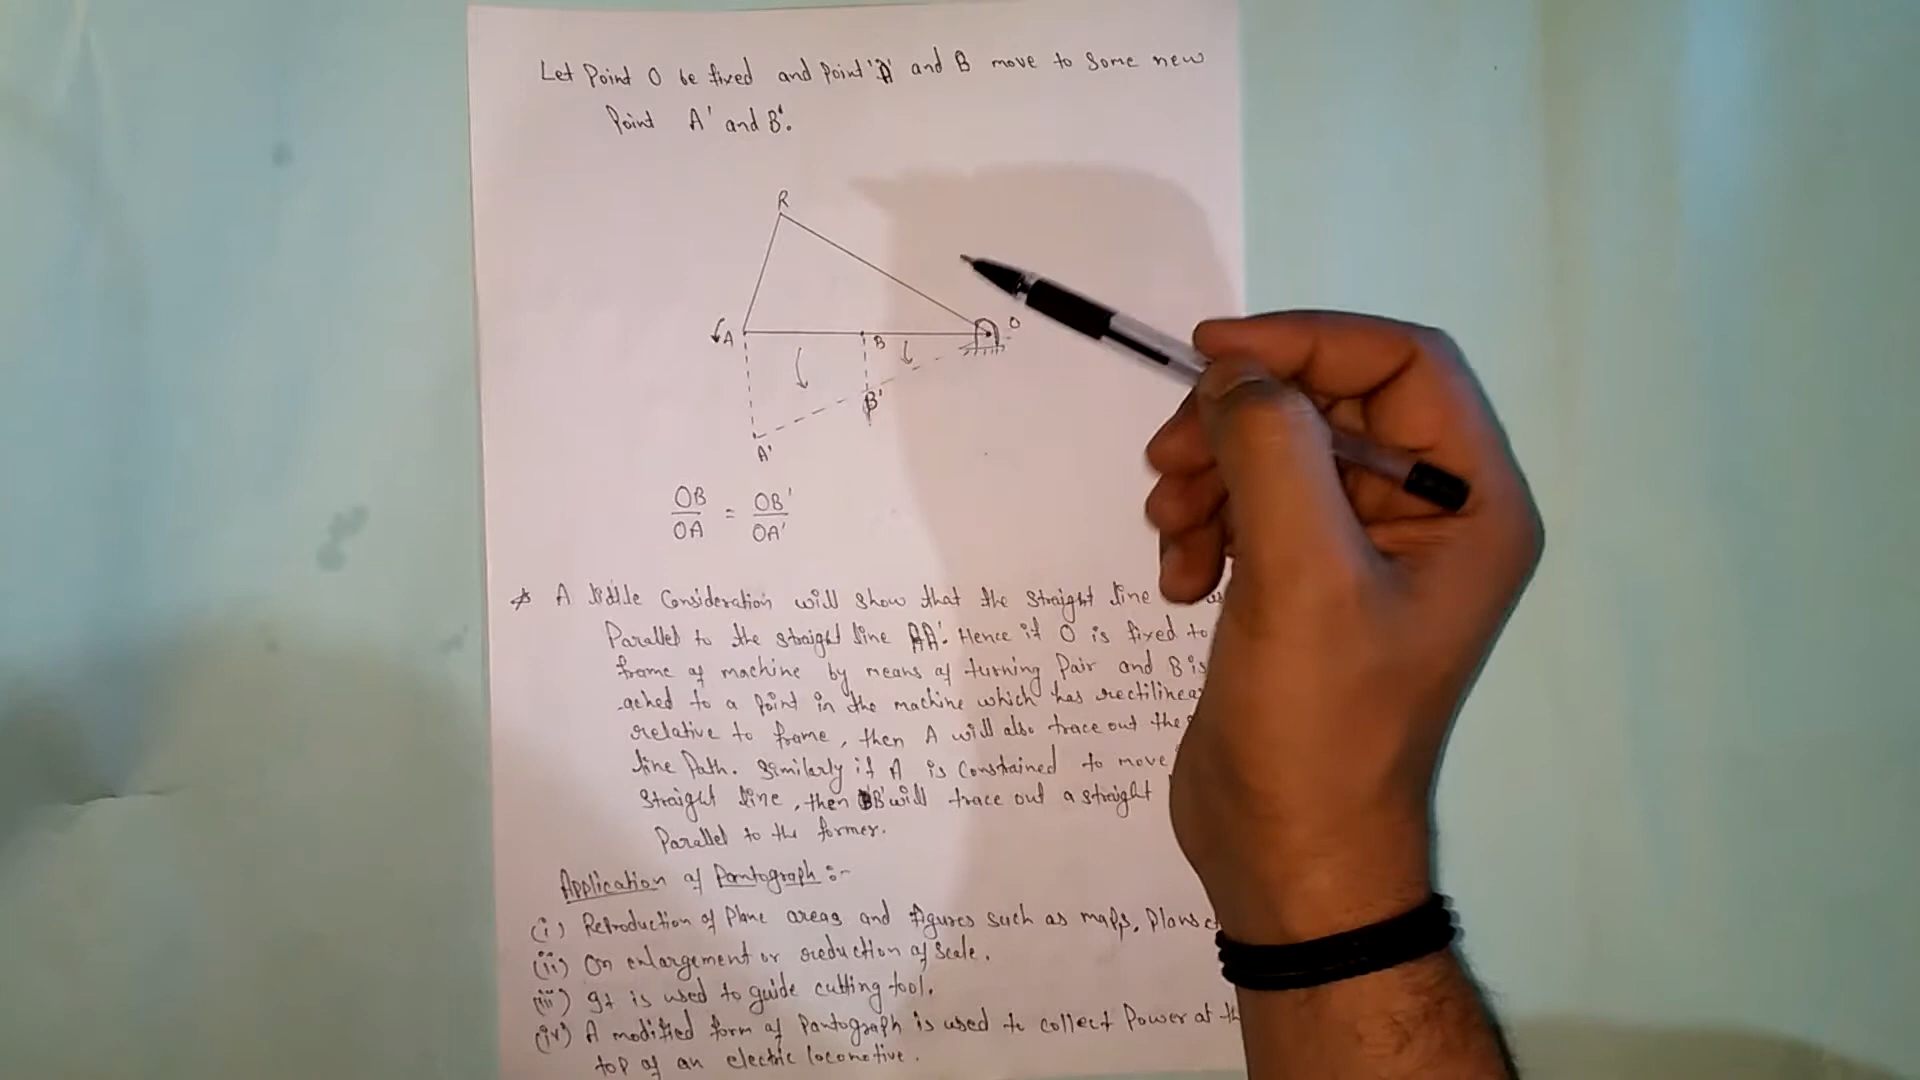 Let Point O be fixed and Point 'A' and B move to Some new
Point A' and B'.
R
A
B
O
B'
A'
OB/OA = OB'/OA'
* A little Consideration will show that the straight line
Parallel to the straight line AA'. Hence if O is fixed to
frame of machine by means of turning Pair and B is
-ached to a Point in the machine which has rectilinea
relative to frame, then A will also trace out the
line Path. Similarly if A is Constrained to move
Straight line, then B' will trace out a straight
Parallel to the former.
Application of Pantograph :-
(i) Retroduction of Plane areas and figures such as maps, Plans
(ii) On enlargement or reduction of Scale.
(iii) It is used to guide cutting tool.
(iv) A modified form of Pantograph is used to collect Power at th
top of an electric locomotive.